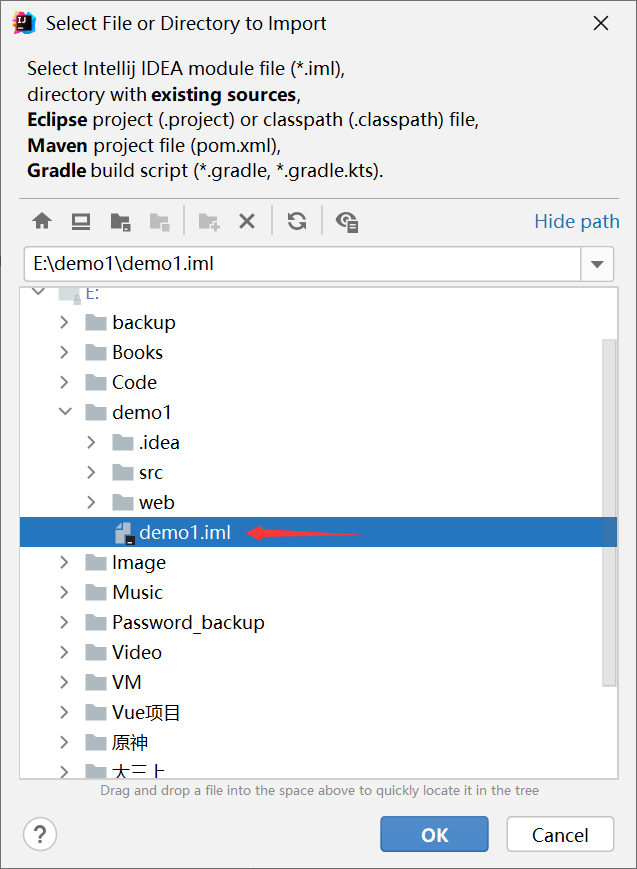 Select File or Directory to Import
Select Intellij IDEA module file (*.iml),
directory with existing sources,
Eclipse project (.project) or classpath (.classpath) file,
Maven project file (pom.xml),
Gradle build script (*.gradle, *.gradle.kts).
Hide path
E:\demo1\demo1.iml
E:
backup
Books
Code
demo1
.idea
src
web
demo1.iml
Image
Music
Password_backup
Video
VM
Vue项目
原神
大三上
Drag and drop a file into the space above to quickly locate it in the tree
?
OK
Cancel